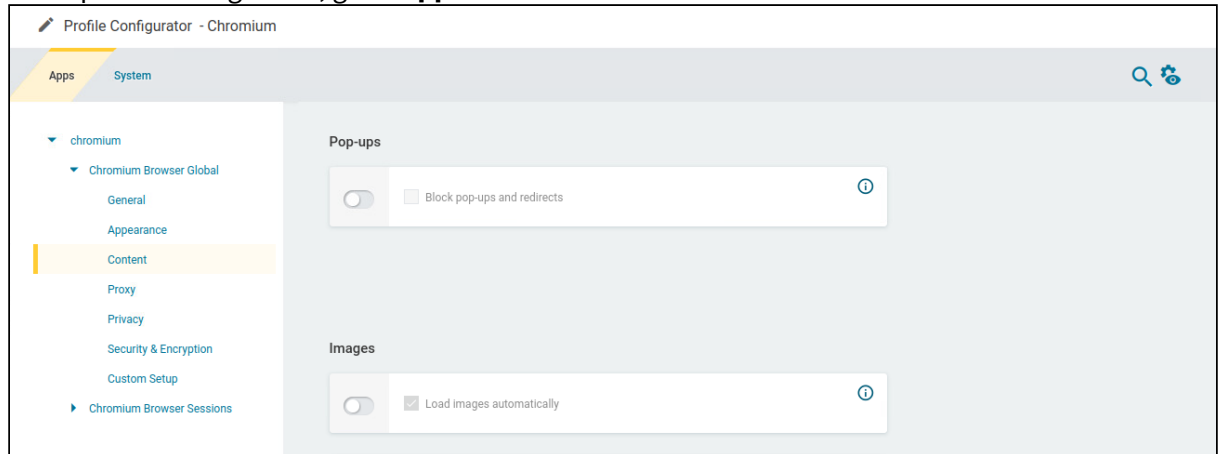 Profile Configurator - Chromium
Apps
System
chromium
Chromium Browser Global
General
Appearance
Content
Proxy
Privacy
Security & Encryption
Custom Setup
Chromium Browser Sessions
Pop-ups
Block pop-ups and redirects
Images
Load images automatically